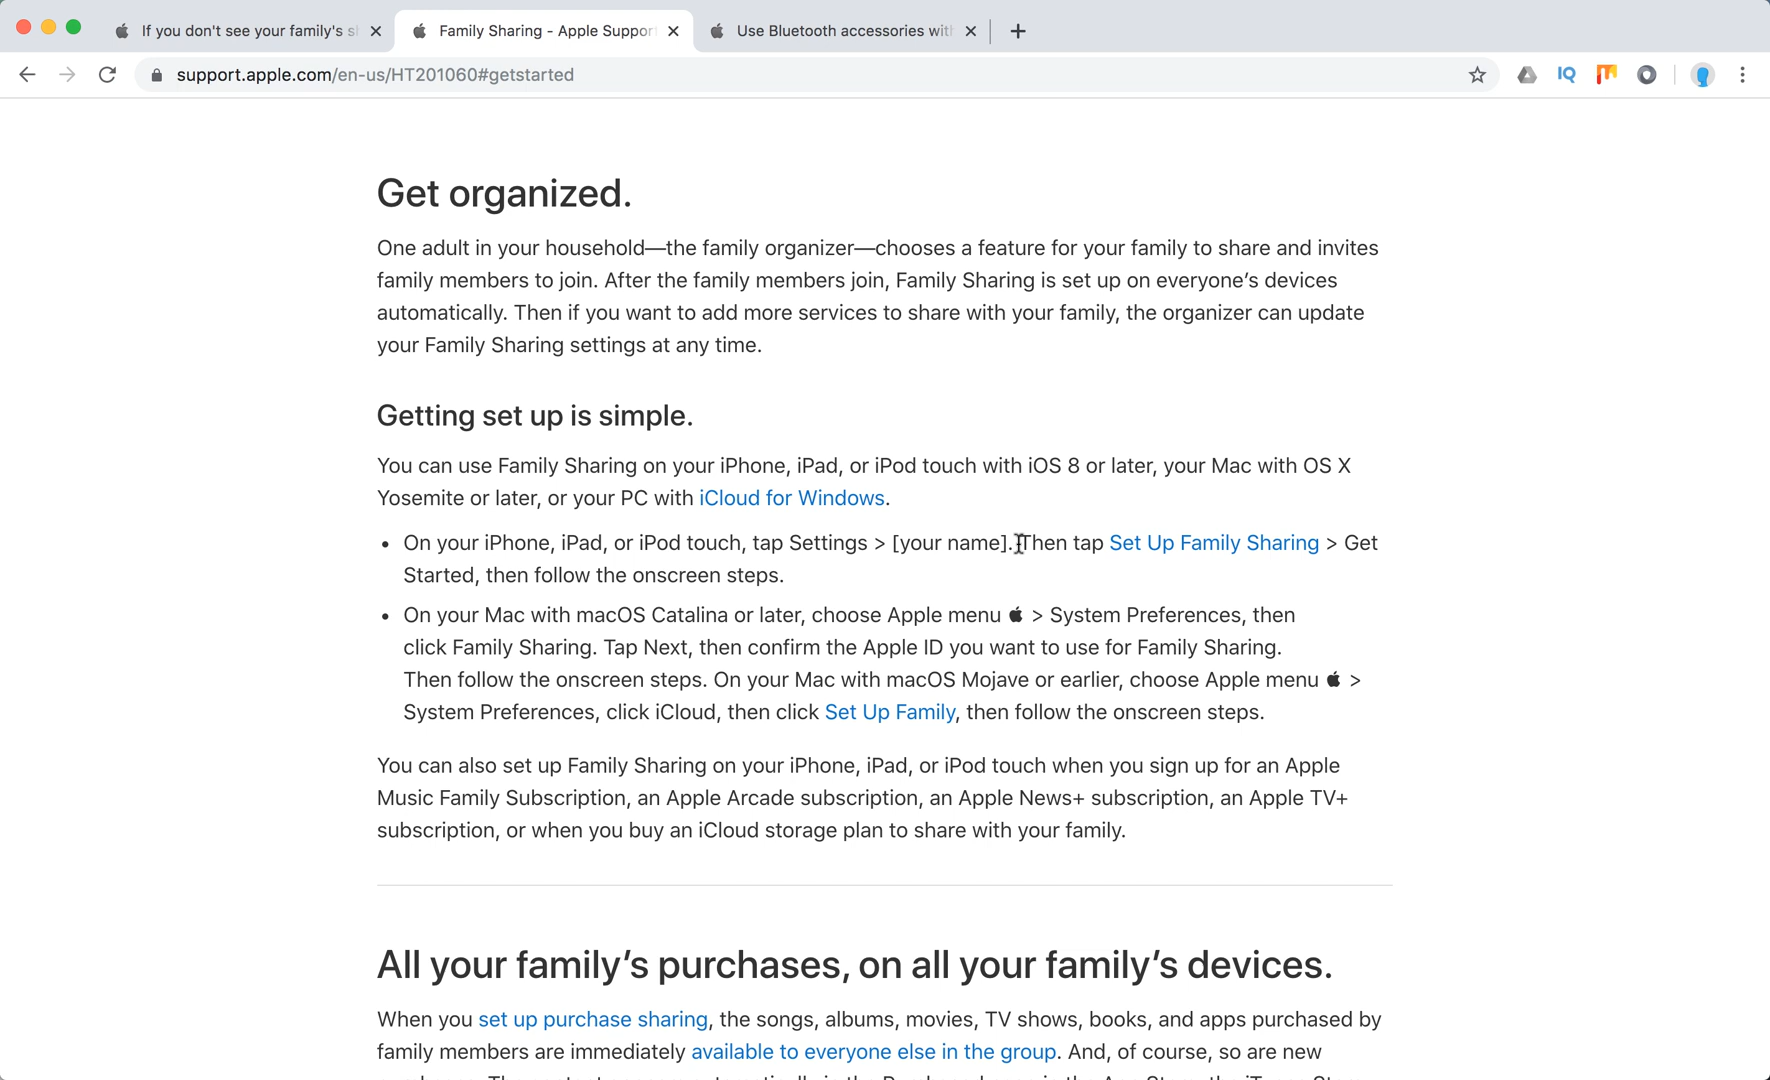 If you don't see your family's s
Family Sharing - Apple Suppor
Use Bluetooth accessories wit
support.apple.com/en-us/HT201060#getstarted
IQ
Get organized.
One adult in your household—the family organizer—chooses a feature for your family to share and invites
family members to join. After the family members join, Family Sharing is set up on everyone’s devices
automatically. Then if you want to add more services to share with your family, the organizer can update
your Family Sharing settings at any time.
Getting set up is simple.
You can use Family Sharing on your iPhone, iPad, or iPod touch with iOS 8 or later, your Mac with OS X
Yosemite or later, or your PC with iCloud for Windows.
• On your iPhone, iPad, or iPod touch, tap Settings > [your name]. Then tap Set Up Family Sharing > Get
Started, then follow the onscreen steps.
• On your Mac with macOS Catalina or later, choose Apple menu > System Preferences, then
click Family Sharing. Tap Next, then confirm the Apple ID you want to use for Family Sharing.
Then follow the onscreen steps. On your Mac with macOS Mojave or earlier, choose Apple menu >
System Preferences, click iCloud, then click Set Up Family, then follow the onscreen steps.
You can also set up Family Sharing on your iPhone, iPad, or iPod touch when you sign up for an Apple
Music Family Subscription, an Apple Arcade subscription, an Apple News+ subscription, an Apple TV+
subscription, or when you buy an iCloud storage plan to share with your family.
All your family’s purchases, on all your family’s devices.
When you set up purchase sharing, the songs, albums, movies, TV shows, books, and apps purchased by
family members are immediately available to everyone else in the group. And, of course, so are new